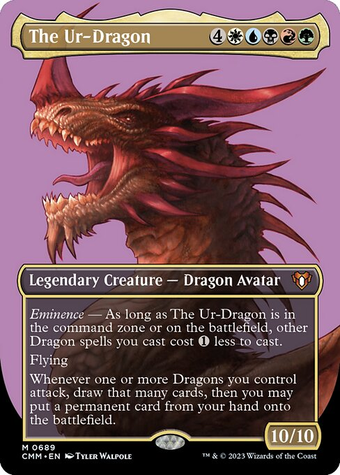 The Ur-Dragon 4
Legendary Creature — Dragon Avatar
Eminence — As long as The Ur-Dragon is in
the command zone or on the battlefield, other
Dragon spells you cast cost 1 less to cast.
Flying
Whenever one or more Dragons you control
attack, draw that many cards, then you may
put a permanent card from your hand onto
the battlefield.
10/10
M 0689
CMM • EN Tyler Walpole
™ & © 2023 Wizards of the Coast